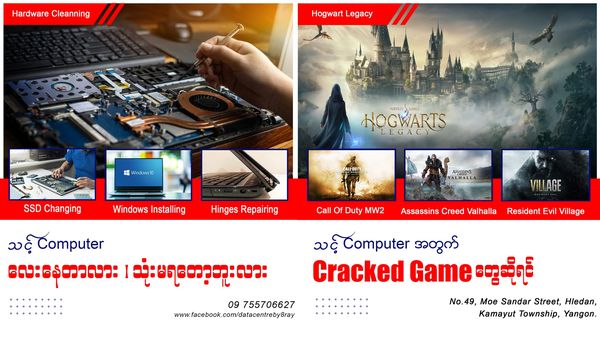 Hardware Cleanning
SSD Changing
Windows Installing
Hinges Repairing
သင့် Computer
လေးနေတာလား ၊ သုံးမရတော့ဘူးလား
09 755706627
www.facebook.com/datacentreby8ray
Hogwart Legacy
HOGWARTS
LEGACY
Call Of Duty MW2
Assassins Creed Valhalla
Resident Evil Village
သင့် Computer အတွက်
Cracked Game တွေဆိုရင်
No.49, Moe Sandar Street, Hledan,
Kamayut Township, Yangon.